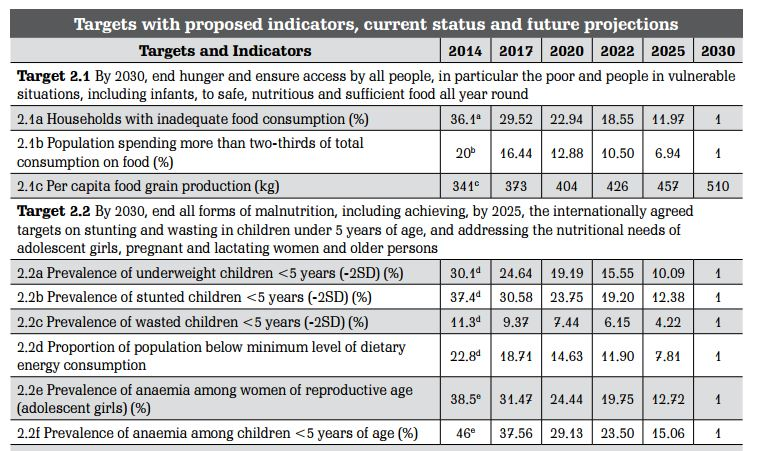 Targets with proposed indicators, current status and future projections
Targets and Indicators 2014 2017 2020 2022 2025 2030
Target 2.1 By 2030, end hunger and ensure access by all people, in particular the poor and people in vulnerable
situations, including infants, to safe, nutritious and sufficient food all year round
2.1a Households with inadequate food consumption (%) 36.1a 29.52 22.94 18.55 11.97 1
2.1b Population spending more than two-thirds of total
consumption on food (%) 20b 16.44 12.88 10.50 6.94 1
2.1c Per capita food grain production (kg) 341c 373 404 426 457 510
Target 2.2 By 2030, end all forms of malnutrition, including achieving, by 2025, the internationally agreed
targets on stunting and wasting in children under 5 years of age, and addressing the nutritional needs of
adolescent girls, pregnant and lactating women and older persons
2.2a Prevalence of underweight children <5 years (-2SD) (%) 30.1d 24.64 19.19 15.55 10.09 1
2.2b Prevalence of stunted children <5 years (-2SD) (%) 37.4d 30.58 23.75 19.20 12.38 1
2.2c Prevalence of wasted children <5 years (-2SD) (%) 11.3d 9.37 7.44 6.15 4.22 1
2.2d Proportion of population below minimum level of dietary
energy consumption 22.8d 18.71 14.63 11.90 7.81 1
2.2e Prevalence of anaemia among women of reproductive age
(adolescent girls) (%) 38.5e 31.47 24.44 19.75 12.72 1
2.2f Prevalence of anaemia among children <5 years of age (%) 46e 37.56 29.13 23.50 15.06 1